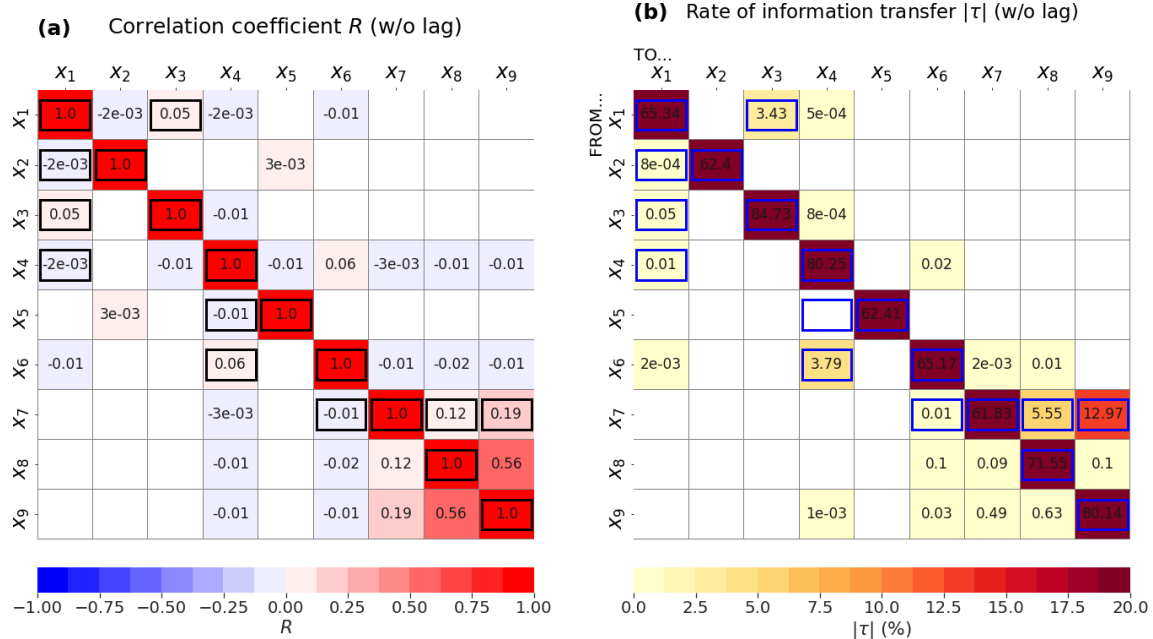 (a) Correlation coefficient R (w/o lag)
x1 x2 x3 x4 x5 x6 x7 x8 x9
x1 1.0 -2e-03 0.05 -2e-03 -0.01
x2 -2e-03 1.0 3e-03
x3 0.05 1.0 -0.01
x4 -2e-03 -0.01 1.0 -0.01 0.06 -3e-03 -0.01 -0.01
x5 3e-03 -0.01 1.0
x6 -0.01 0.06 1.0 -0.01 -0.02 -0.01
x7 -3e-03 -0.01 1.0 0.12 0.19
x8 -0.01 -0.02 0.12 1.0 0.56
x9 -0.01 -0.01 0.19 0.56 1.0
−1.00 −0.75 −0.50 −0.25 0.00 0.25 0.50 0.75 1.00
R
(b) Rate of information transfer |τ| (w/o lag)
TO...
x1 x2 x3 x4 x5 x6 x7 x8 x9
FROM...
x1 65.34 3.43 5e-04
x2 8e-04 62.4
x3 0.05 84.73 8e-04
x4 0.01 80.25 0.02
x5 62.41
x6 2e-03 3.79 65.17 2e-03 0.01
x7 0.01 61.83 5.55 12.97
x8 0.1 0.09 71.55 0.1
x9 1e-03 0.03 0.49 0.63 80.14
0.0 2.5 5.0 7.5 10.0 12.5 15.0 17.5 20.0
|τ| (%)